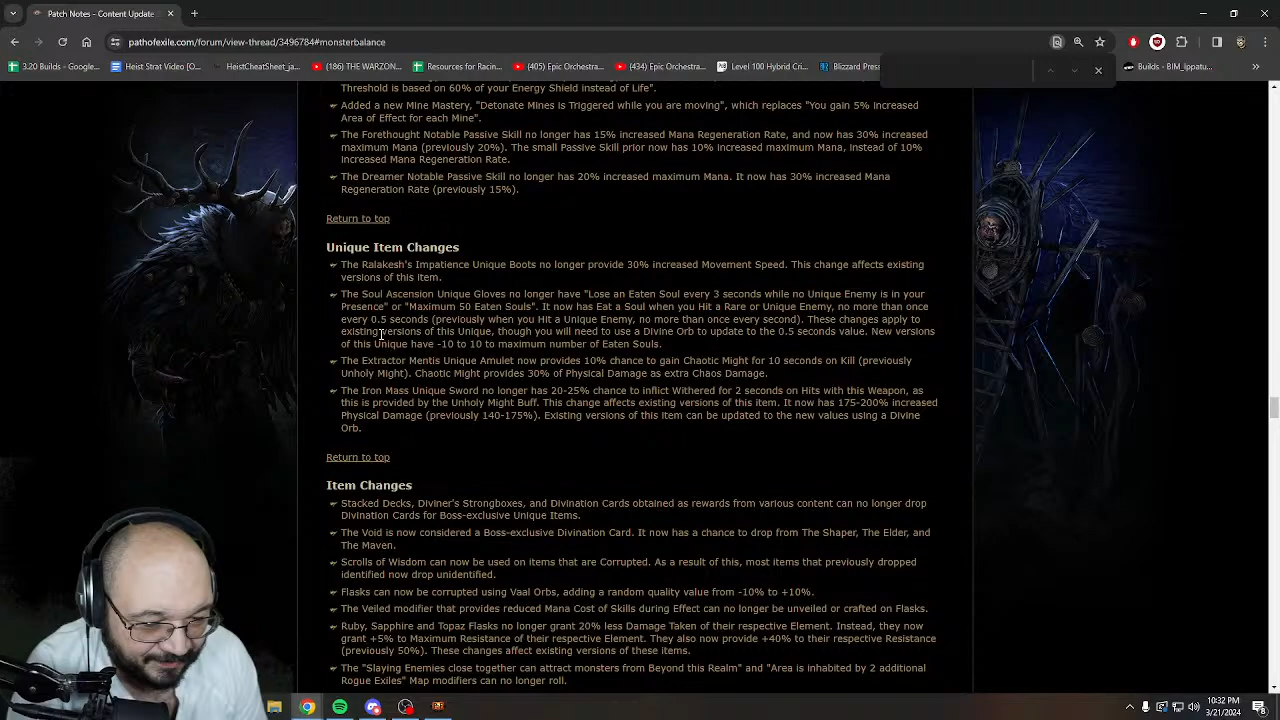 Patch Notes - Content Update
pathofexile.com/forum/view-thread/3496784#monsterbalance
3.20 Builds - Google...
Heist Strat Video [O...
HeistCheatSheet_ja...
(186) THE WARZON...
Resources for Racin...
(405) Epic Orchestra...
(434) Epic Orchestra...
Level 100 Hybrid Cri...
Blizzard Press
Builds - BIM_Ippatu...
Threshold is based on 60% of your Energy Shield instead of Life".
Added a new Mine Mastery, "Detonate Mines is Triggered while you are moving", which replaces "You gain 5% increased
Area of Effect for each Mine".
The Forethought Notable Passive Skill no longer has 15% increased Mana Regeneration Rate, and now has 30% increased
maximum Mana (previously 20%). The small Passive Skill prior now has 10% increased maximum Mana, instead of 10%
increased Mana Regeneration Rate.
The Dreamer Notable Passive Skill no longer has 20% increased maximum Mana. It now has 30% increased Mana
Regeneration Rate (previously 15%).
Return to top
Unique Item Changes
The Ralakesh's Impatience Unique Boots no longer provide 30% increased Movement Speed. This change affects existing
versions of this item.
The Soul Ascension Unique Gloves no longer have "Lose an Eaten Soul every 3 seconds while no Unique Enemy is in your
Presence" or "Maximum 50 Eaten Souls". It now has Eat a Soul when you Hit a Rare or Unique Enemy, no more than once
every 0.5 seconds (previously when you Hit a Unique Enemy, no more than once every second). These changes apply to
existing versions of this Unique, though you will need to use a Divine Orb to update to the 0.5 seconds value. New versions
of this Unique have -10 to 10 to maximum number of Eaten Souls.
The Extractor Mentis Unique Amulet now provides 10% chance to gain Chaotic Might for 10 seconds on Kill (previously
Unholy Might). Chaotic Might provides 30% of Physical Damage as extra Chaos Damage.
The Iron Mass Unique Sword no longer has 20-25% chance to inflict Withered for 2 seconds on Hits with this Weapon, as
this is provided by the Unholy Might Buff. This change affects existing versions of this item. It now has 175-200% increased
Physical Damage (previously 140-175%). Existing versions of this item can be updated to the new values using a Divine
Orb.
Return to top
Item Changes
Stacked Decks, Diviner's Strongboxes, and Divination Cards obtained as rewards from various content can no longer drop
Divination Cards for Boss-exclusive Unique Items.
The Void is now considered a Boss-exclusive Divination Card. It now has a chance to drop from The Shaper, The Elder, and
The Maven.
Scrolls of Wisdom can now be used on items that are Corrupted. As a result of this, most items that previously dropped
identified now drop unidentified.
Flasks can now be corrupted using Vaal Orbs, adding a random quality value from -10% to +10%.
The Veiled modifier that provides reduced Mana Cost of Skills during Effect can no longer be unveiled or crafted on Flasks.
Ruby, Sapphire and Topaz Flasks no longer grant 20% less Damage Taken of their respective Element. Instead, they now
grant +5% to Maximum Resistance of their respective Element. They also now provide +40% to their respective Resistance
(previously 50%). These changes affect existing versions of these items.
The "Slaying Enemies close together can attract monsters from Beyond this Realm" and "Area is inhabited by 2 additional
Rogue Exiles" Map modifiers can no longer roll.
10:32 PM
3/21/2024